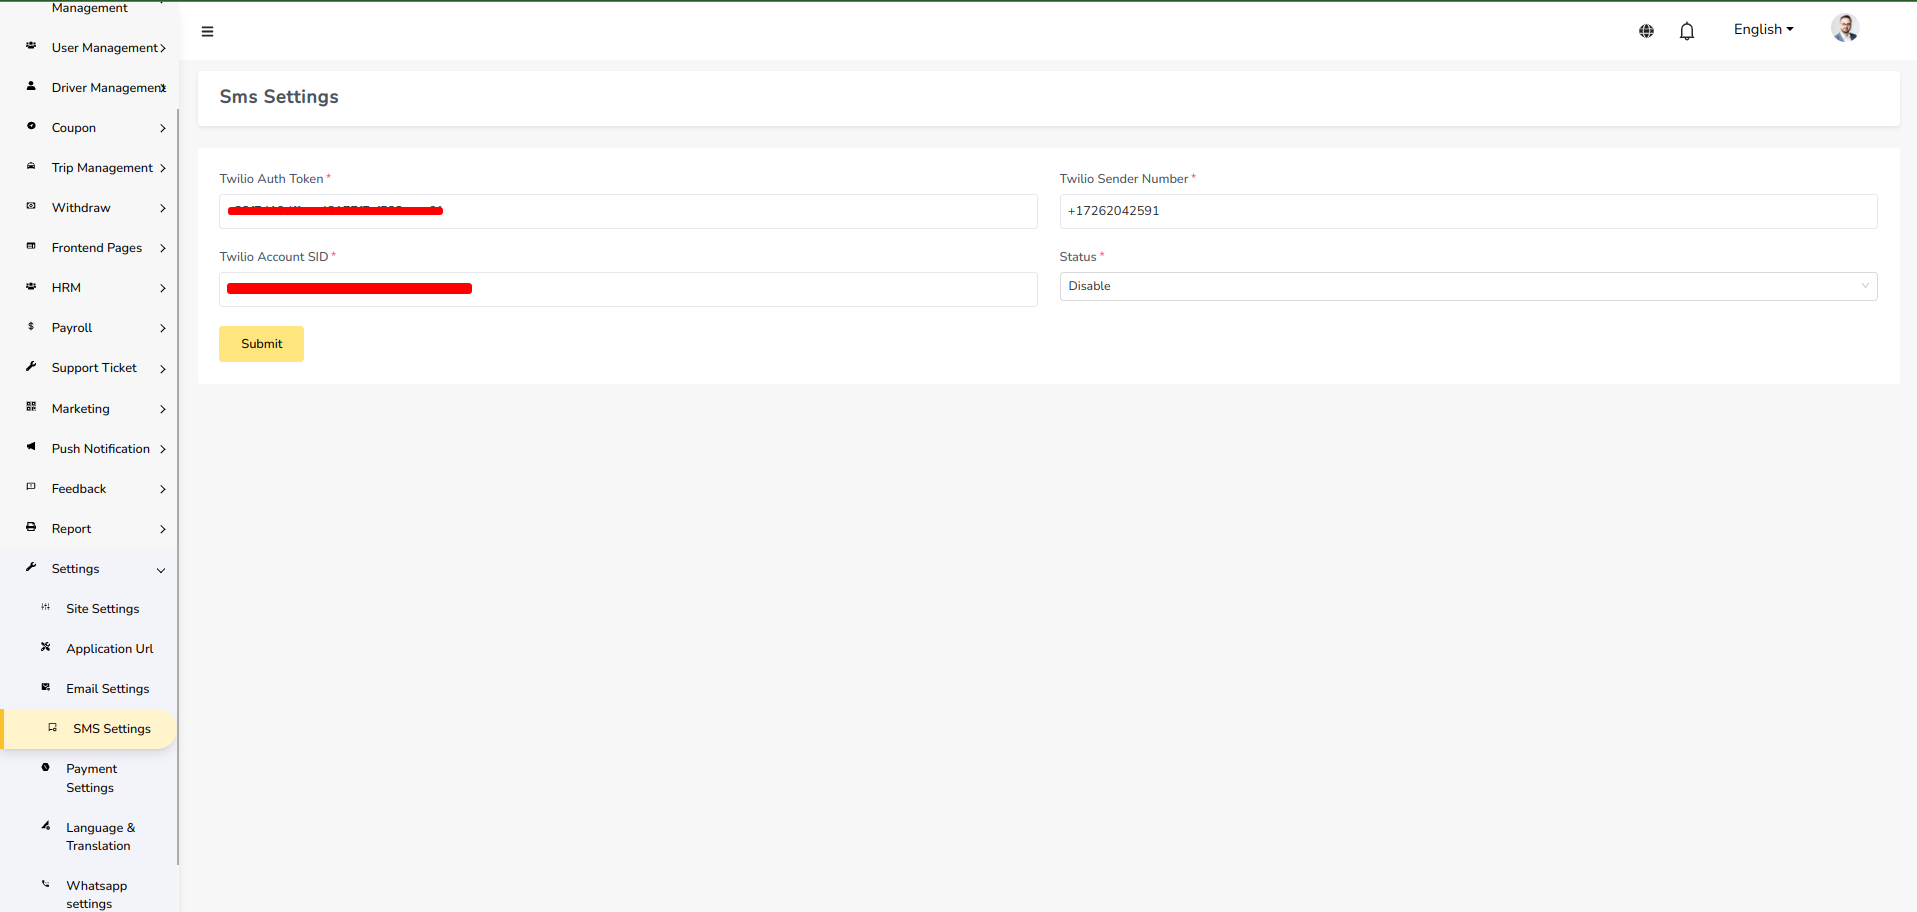 Management
User Management
Driver Management
Coupon
Trip Management
Withdraw
Frontend Pages
HRM
Payroll
Support Ticket
Marketing
Push Notification
Feedback
Report
Settings
Site Settings
Application Url
Email Settings
SMS Settings
Payment
Settings
Language &
Translation
Whatsapp
settings
English
Sms Settings
Twilio Auth Token *
Twilio Sender Number *
+17262042591
Twilio Account SID *
Status *
Disable
Submit